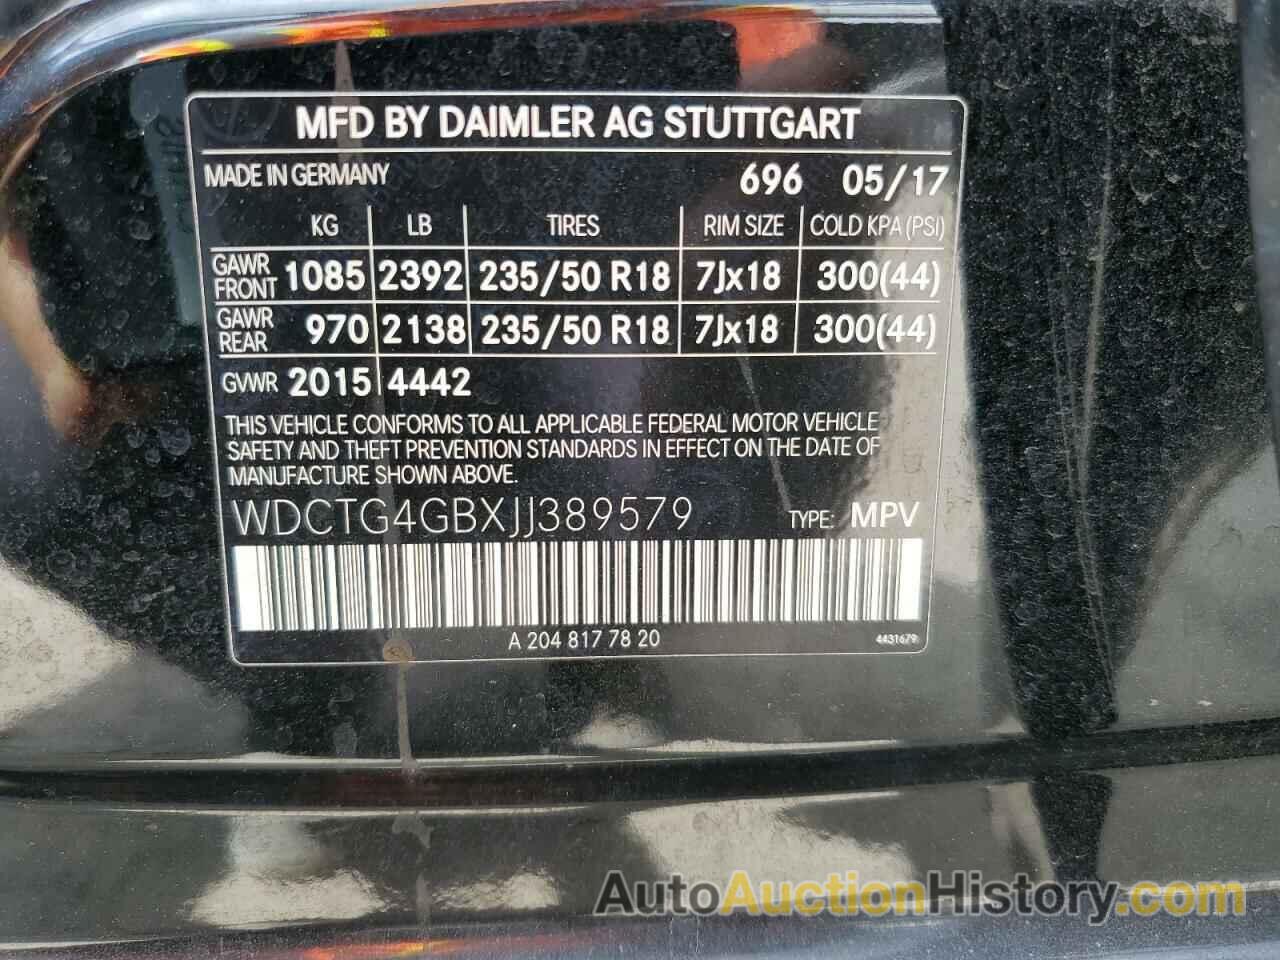 MFD BY DAIMLER AG STUTTGART
MADE IN GERMANY 696 05/17
KG LB TIRES RIM SIZE COLD KPA (PSI)
GAWR FRONT 1085 2392 235/50 R18 7Jx18 300(44)
GAWR REAR 970 2138 235/50 R18 7Jx18 300(44)
GVWR 2015 4442
THIS VEHICLE CONFORMS TO ALL APPLICABLE FEDERAL MOTOR VEHICLE
SAFETY AND THEFT PREVENTION STANDARDS IN EFFECT ON THE DATE OF
MANUFACTURE SHOWN ABOVE.
WDCTG4GBXJJ389579 TYPE: MPV
A 204 817 78 20 4431679
AutoAuctionHistory.com